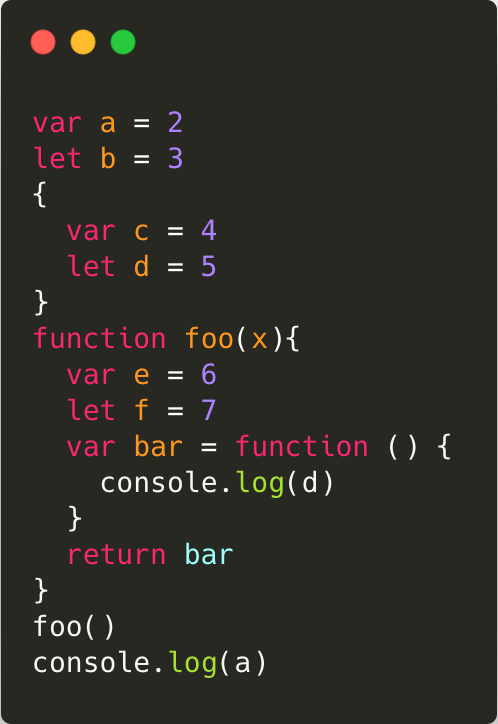 var a = 2
let b = 3
{
  var c = 4
  let d = 5
}
function foo(x){
  var e = 6
  let f = 7
  var bar = function () {
    console.log(d)
  }
  return bar
}
foo()
console.log(a)